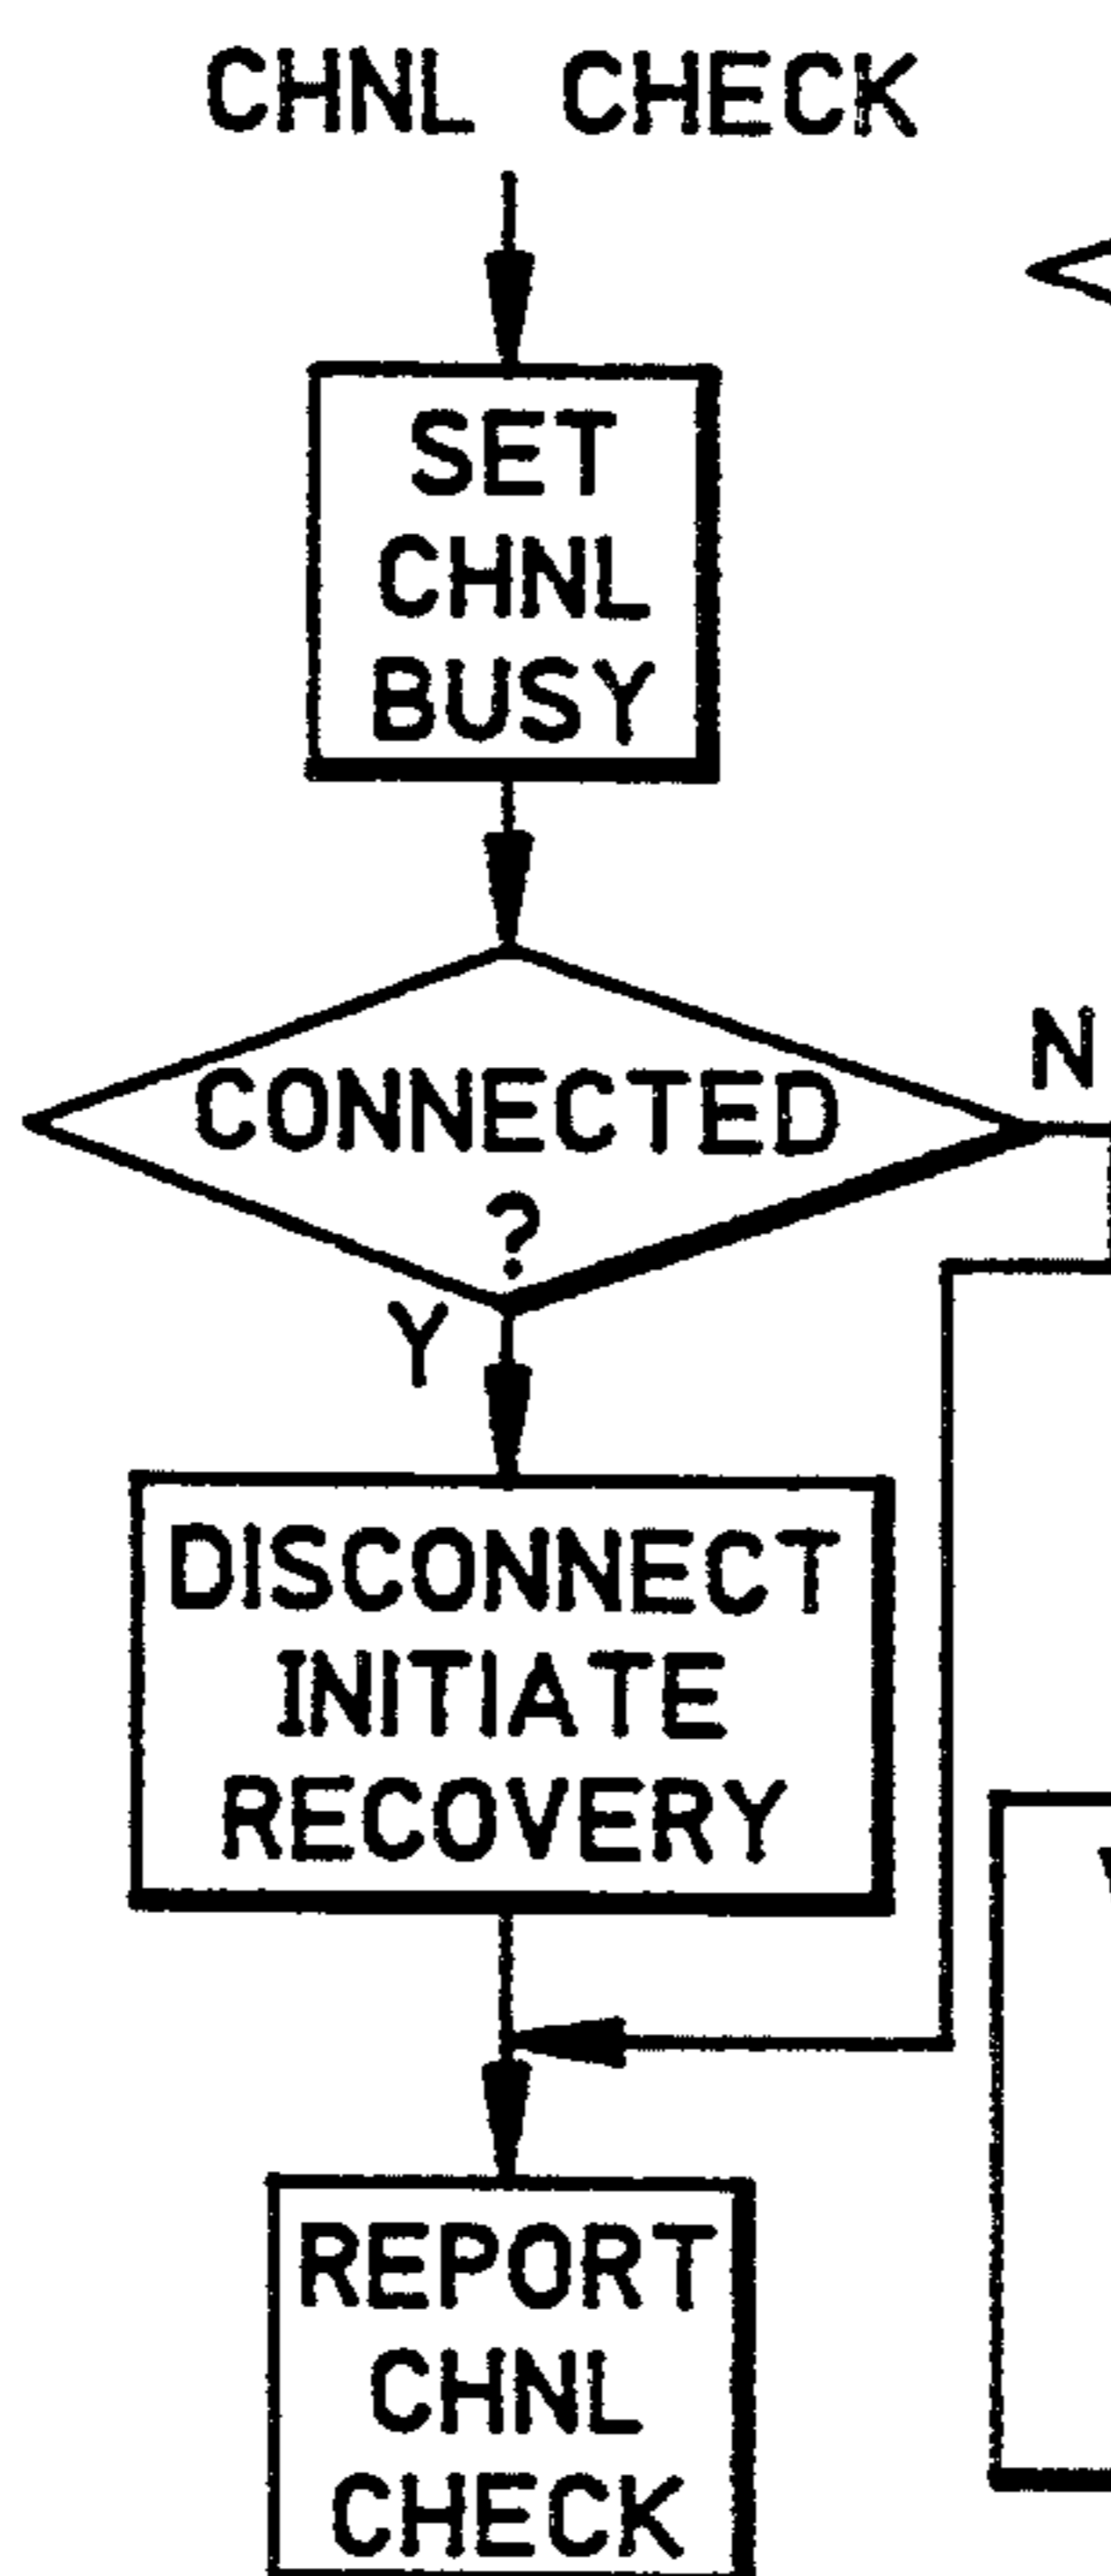 CHNL CHECK
SET
CHNL
BUSY
CONNECTED
?
N
Y
DISCONNECT
INITIATE
RECOVERY
REPORT
CHNL
CHECK